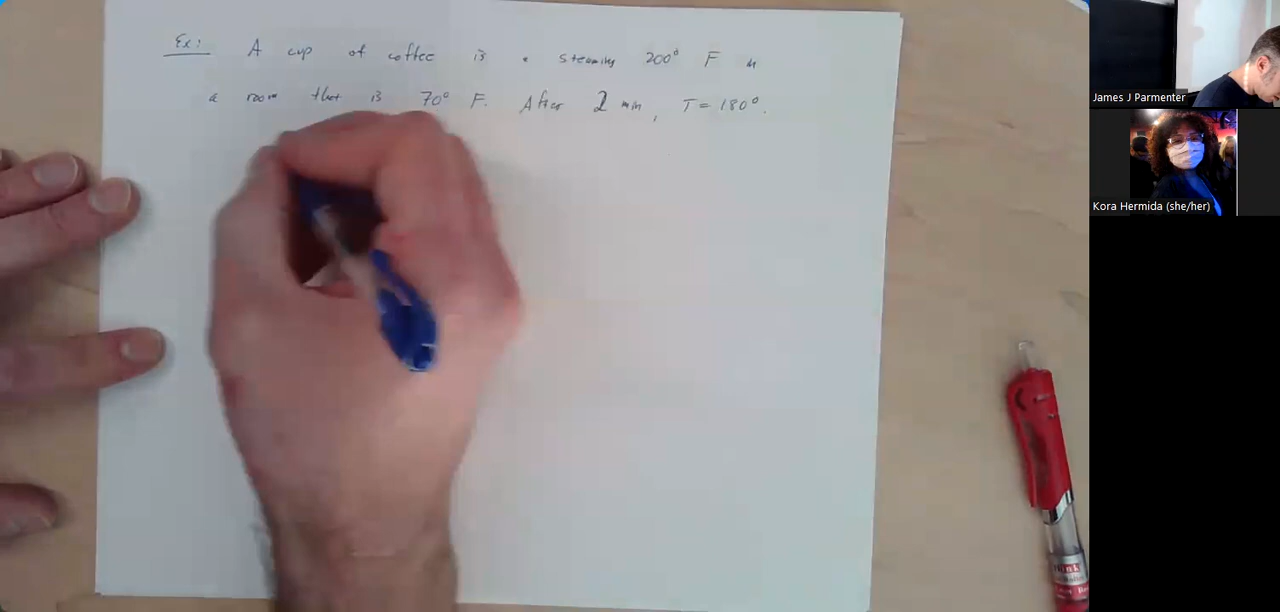 Ex: A cup of coffee is a steaming 200° F in
a room that is 70° F. After 2 min, T = 180°.
James J Parmenter
Kora Hermida (she/her)